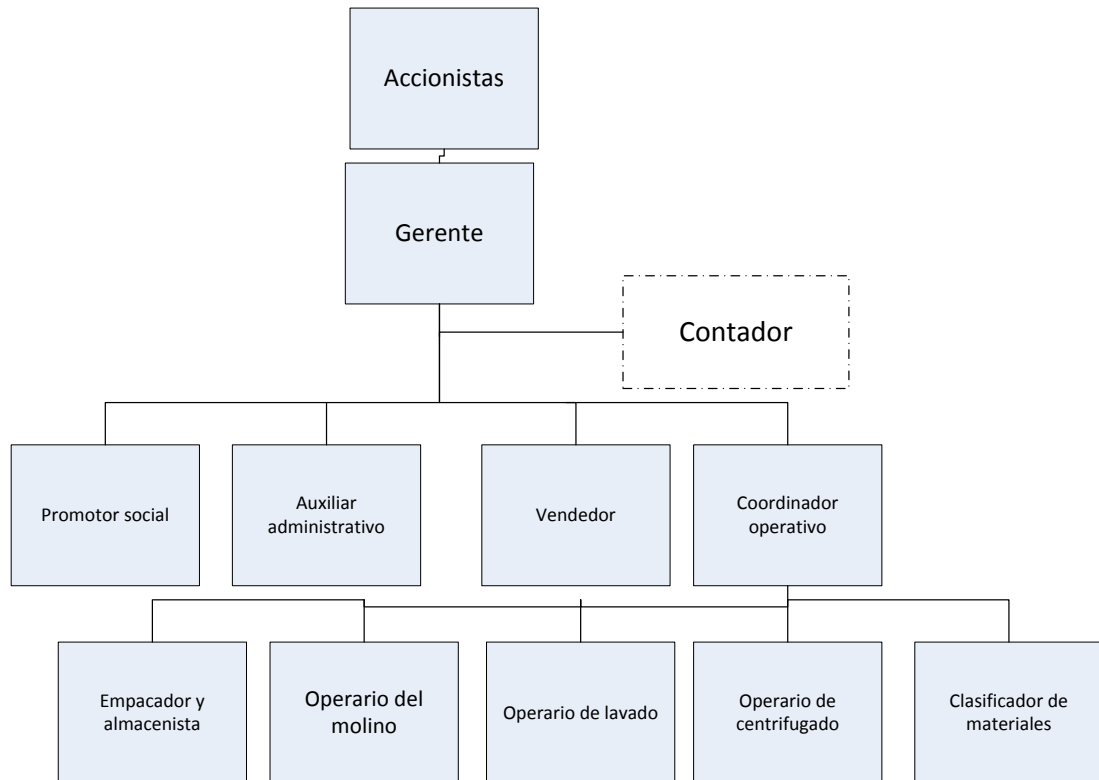 Accionistas
Gerente
Contador
Promotor social
Auxiliar
administrativo
Vendedor
Coordinador
operativo
Empacador y
almacenista
Operario del
molino
Operario de lavado
Operario de
centrifugado
Clasificador de
materiales